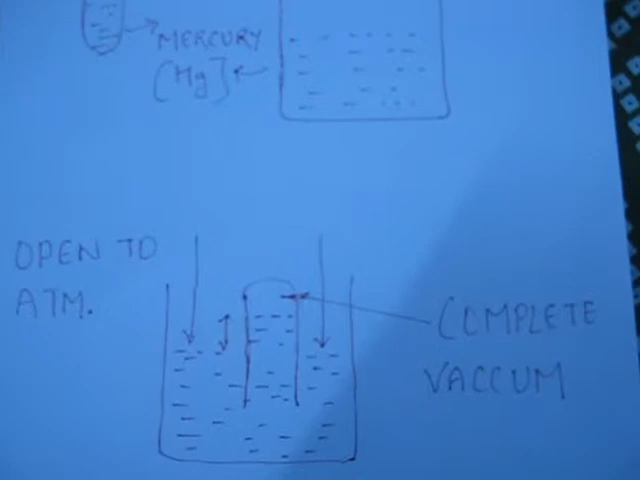 MERCURY
[Hg]
OPEN TO
ATM.
COMPLETE
VACCUM